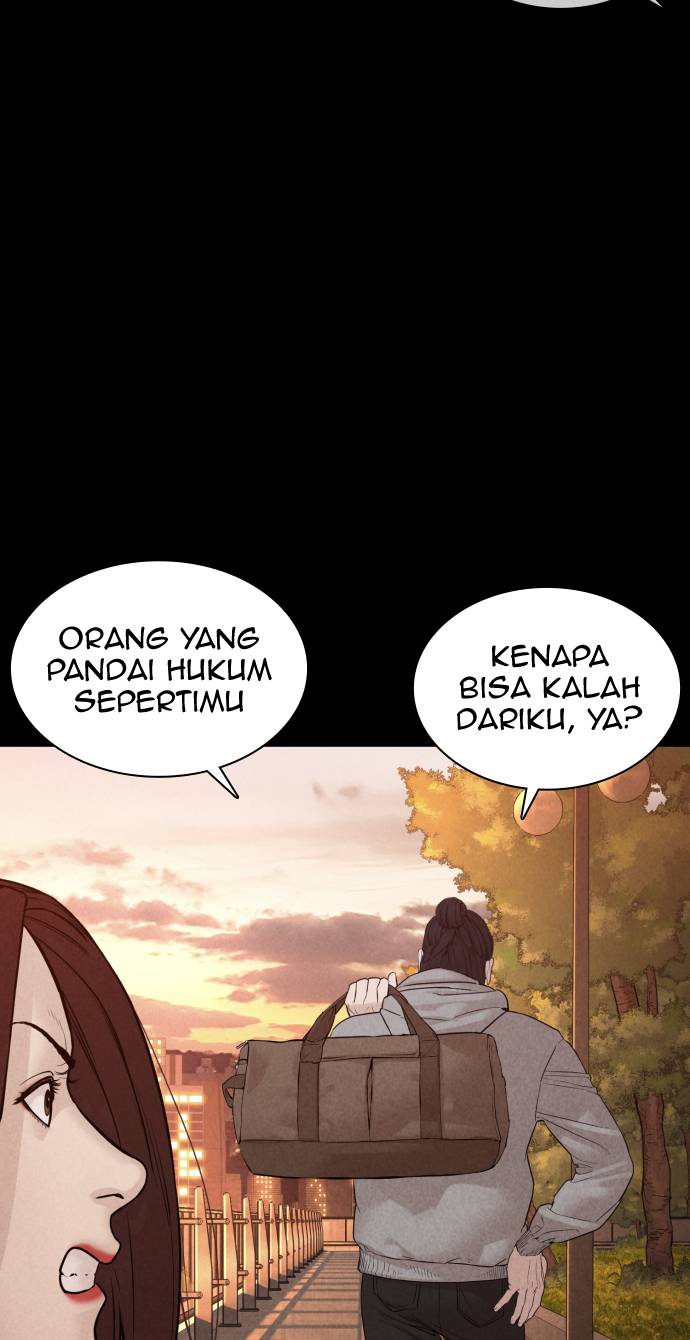 ORANG YANG
PANDAI HUKUM
SEPERTIMU
KENAPA
BISA KALAH
DARIKU, YA?